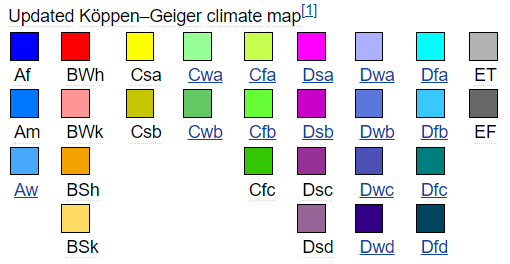 Updated Köppen–Geiger climate map[1]
Af BWh Csa Cwa Cfa Dsa Dwa Dfa ET
Am BWk Csb Cwb Cfb Dsb Dwb Dfb EF
Aw BSh Cfc Dsc Dwc Dfc
BSk Dsd Dwd Dfd